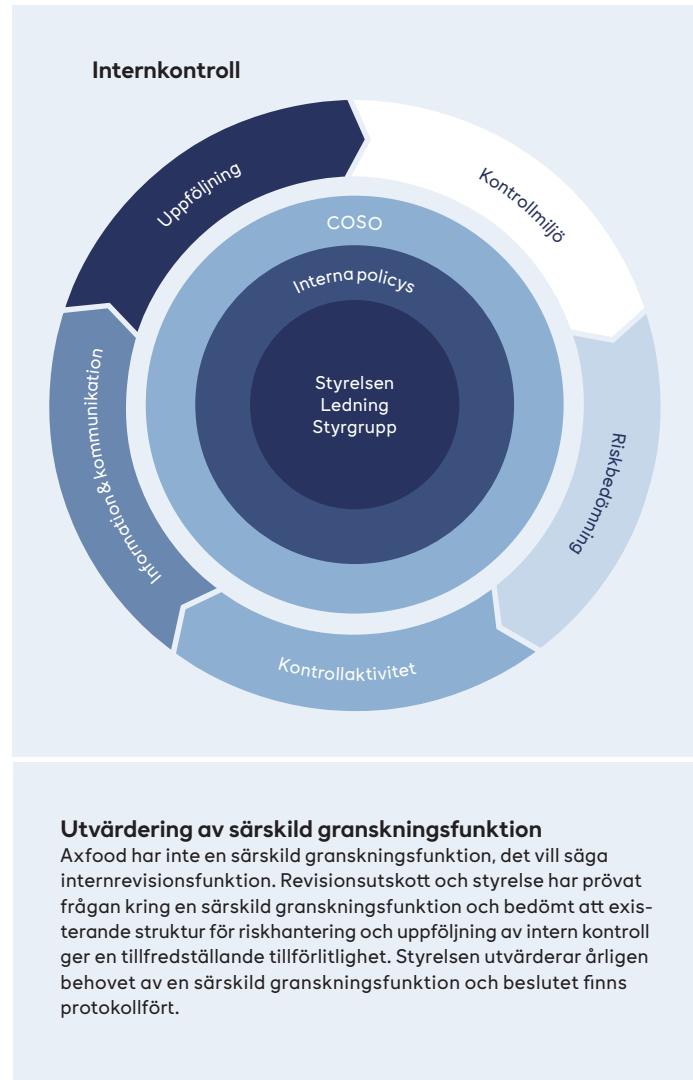 Internkontroll
Uppföljning
Kontrollmiljö
COSO
Interna policys
Styrelsen
Ledning
Styrgrupp
Information & kommunikation
Riskbedömning
Kontrollaktivitet
Utvärdering av särskild granskningsfunktion
Axfood har inte en särskild granskningsfunktion, det vill säga
internrevisionsfunktion. Revisionsutskott och styrelse har prövat
frågan kring en särskild granskningsfunktion och bedömt att exis-
terande struktur för riskhantering och uppföljning av intern kontroll
ger en tillfredställande tillförlitlighet. Styrelsen utvärderar årligen
behovet av en särskild granskningsfunktion och beslutet finns
protokollfört.